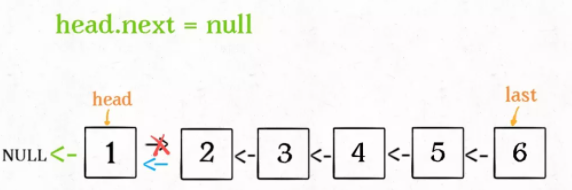 head.next = null
head
last
NULL <- 1 -> <- 2 <- 3 <- 4 <- 5 <- 6